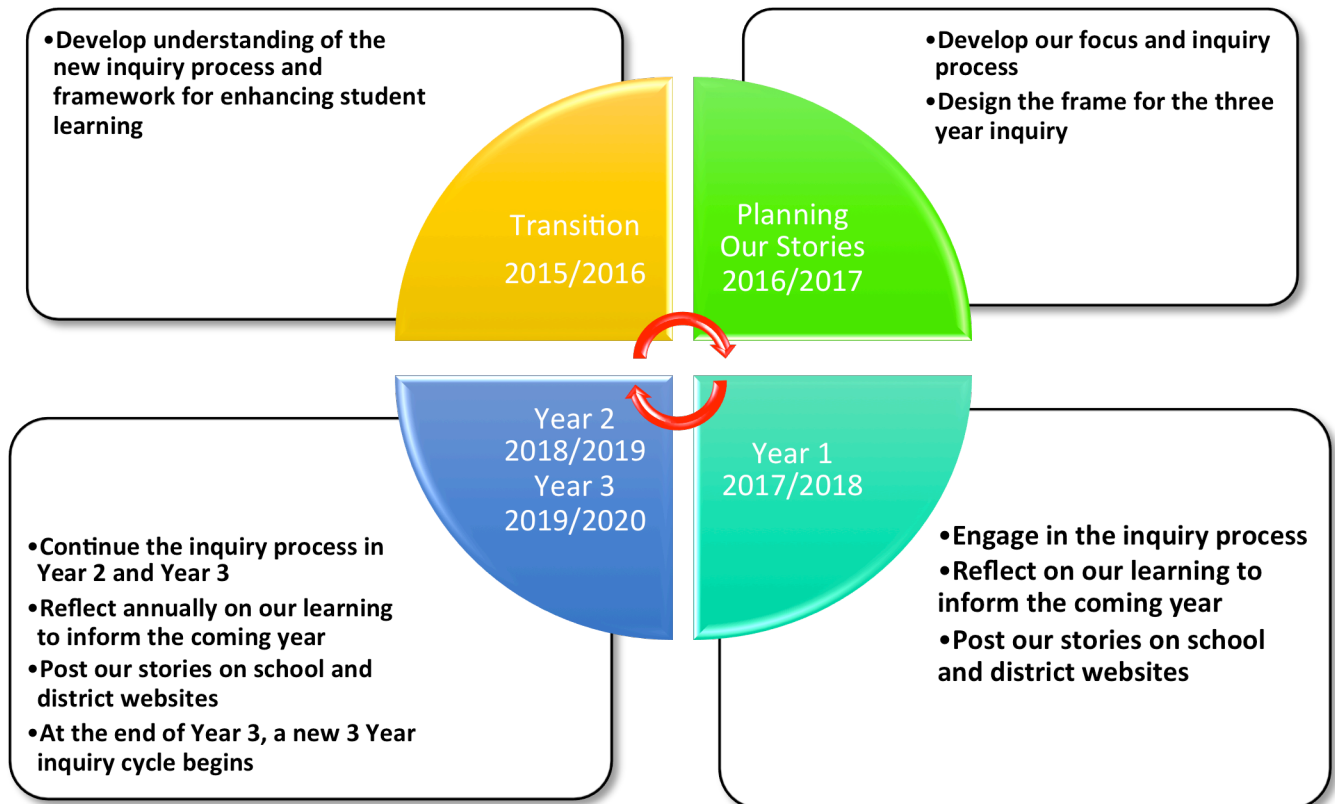 •Develop understanding of the
new inquiry process and
framework for enhancing student
learning
•Develop our focus and inquiry
process
•Design the frame for the three
year inquiry
Transition
2015/2016
Planning
Our Stories
2016/2017
Year 2
2018/2019
Year 3
2019/2020
Year 1
2017/2018
•Continue the inquiry process in
Year 2 and Year 3
•Reflect annually on our learning
to inform the coming year
•Post our stories on school and
district websites
•At the end of Year 3, a new 3 Year
inquiry cycle begins
•Engage in the inquiry process
•Reflect on our learning to
inform the coming year
•Post our stories on school
and district websites